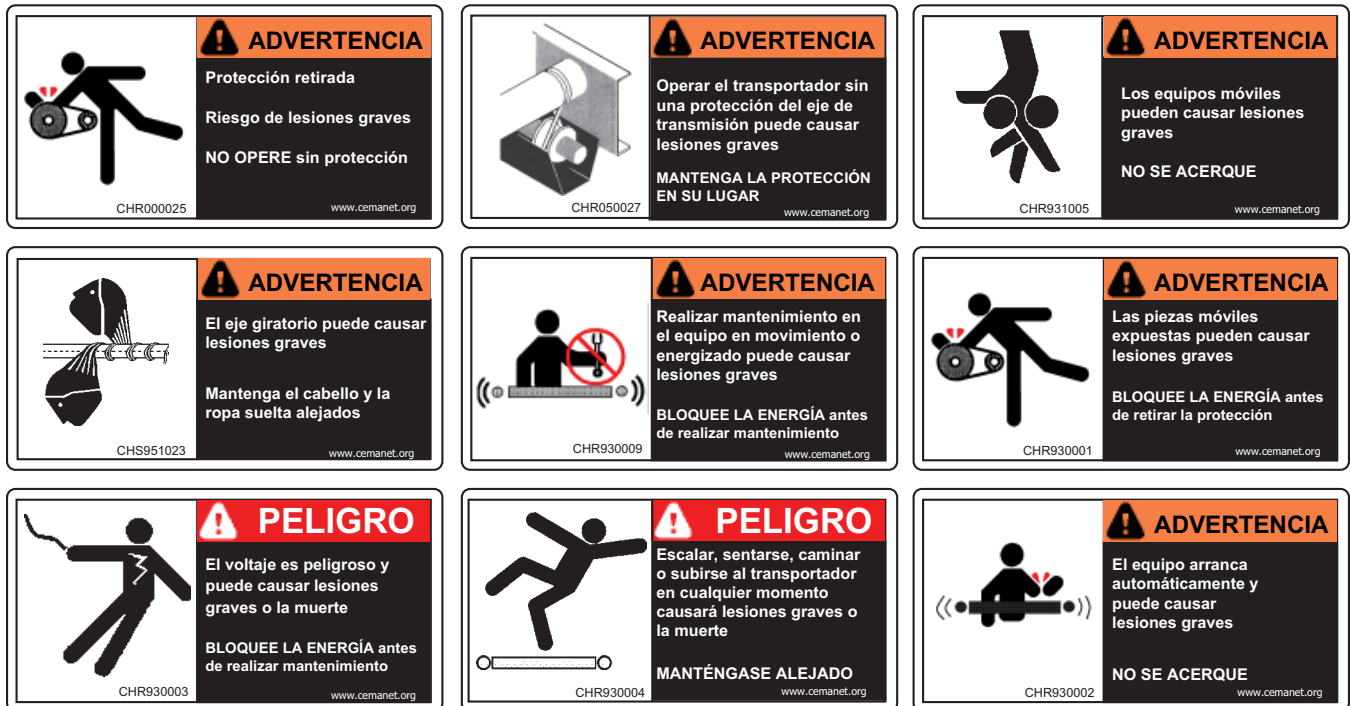 ADVERTENCIA
Protección retirada
Riesgo de lesiones graves
NO OPERE sin protección
CHR000025
www.cemanet.org
ADVERTENCIA
Operar el transportador sin
una protección del eje de
transmisión puede causar
lesiones graves
MANTENGA LA PROTECCIÓN
EN SU LUGAR
CHR050027
www.cemanet.org
ADVERTENCIA
Los equipos móviles
pueden causar lesiones
graves
NO SE ACERQUE
CHR931005
www.cemanet.org
ADVERTENCIA
El eje giratorio puede causar
lesiones graves
Mantenga el cabello y la
ropa suelta alejados
CHS951023
www.cemanet.org
ADVERTENCIA
Realizar mantenimiento en
el equipo en movimiento o
energizado puede causar
lesiones graves
BLOQUEE LA ENERGÍA antes
de realizar mantenimiento
CHR930009
www.cemanet.org
ADVERTENCIA
Las piezas móviles
expuestas pueden causar
lesiones graves
BLOQUEE LA ENERGÍA antes
de retirar la protección
CHR930001
www.cemanet.org
PELIGRO
El voltaje es peligroso y
puede causar lesiones
graves o la muerte
BLOQUEE LA ENERGÍA antes
de realizar mantenimiento
CHR930003
www.cemanet.org
PELIGRO
Escalar, sentarse, caminar
o subirse al transportador
en cualquier momento
causará lesiones graves o
la muerte
MANTÉNGASE ALEJADO
CHR930004
www.cemanet.org
ADVERTENCIA
El equipo arranca
automáticamente y
puede causar
lesiones graves
NO SE ACERQUE
CHR930002
www.cemanet.org